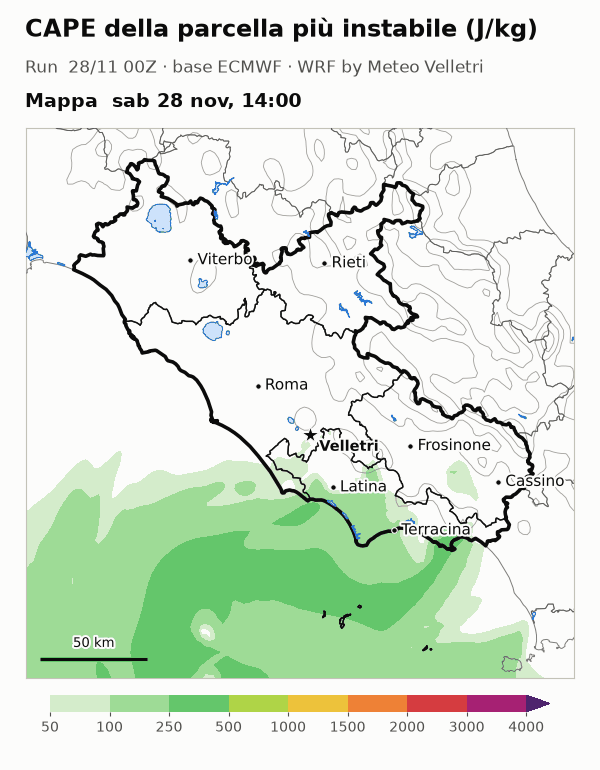 CAPE della parcella più instabile (J/kg)
Run  28/11 00Z · base ECMWF · WRF by Meteo Velletri
Mappa  sab 28 nov, 14:00
Viterbo
Rieti
Roma
Velletri
Frosinone
Latina
Cassino
Terracina
50 km
50 100 250 500 1000 1500 2000 3000 4000